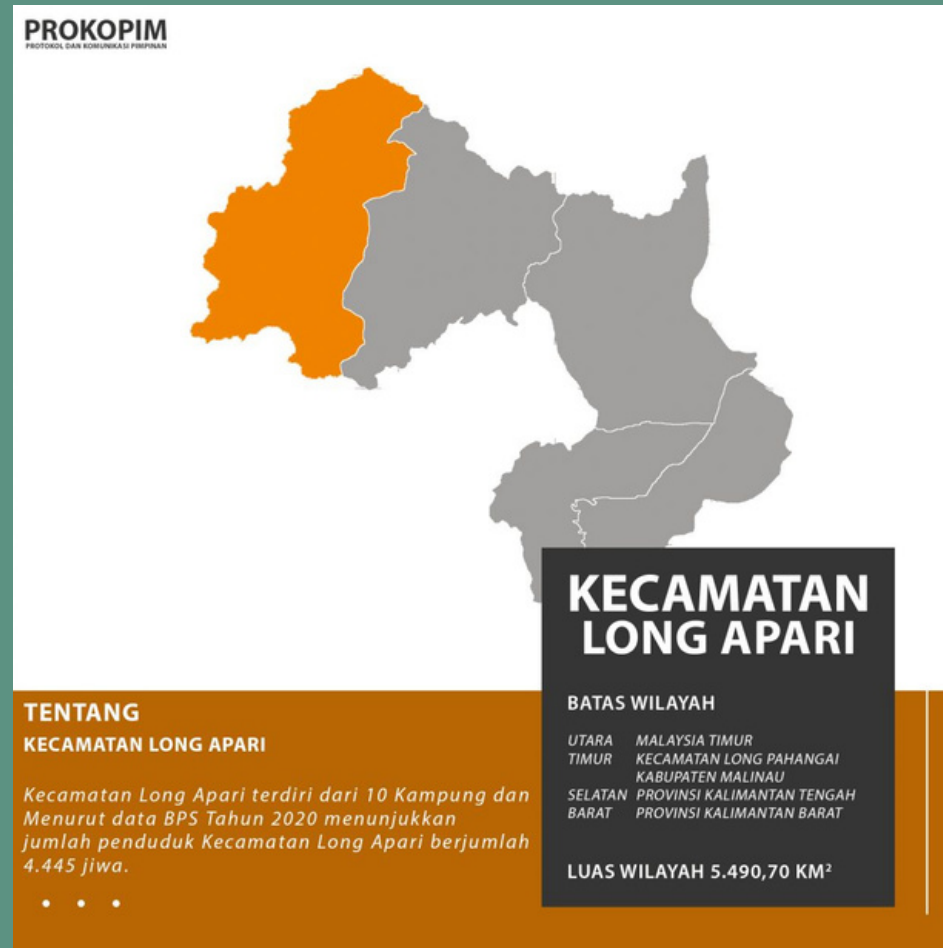 PROKOPIM
PROTOKOL DAN KOMUNIKASI PIMPINAN
KECAMATAN
LONG APARI
BATAS WILAYAH
UTARA MALAYSIA TIMUR
TIMUR KECAMATAN LONG PAHANGAI
KABUPATEN MALINAU
SELATAN PROVINSI KALIMANTAN TENGAH
BARAT PROVINSI KALIMANTAN BARAT
LUAS WILAYAH 5.490,70 KM²
TENTANG
KECAMATAN LONG APARI
Kecamatan Long Apari terdiri dari 10 Kampung dan
Menurut data BPS Tahun 2020 menunjukkan
jumlah penduduk Kecamatan Long Apari berjumlah
4.445 jiwa.